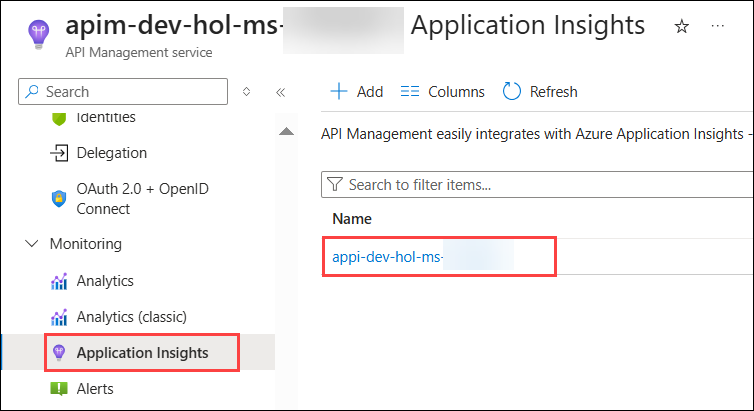 apim-dev-hol-ms- Application Insights
API Management service
Search
Add
Columns
Refresh
Identities
Delegation
OAuth 2.0 + OpenID
Connect
Monitoring
Analytics
Analytics (classic)
Application Insights
Alerts
API Management easily integrates with Azure Application Insights -
Search to filter items...
Name
appi-dev-hol-ms-